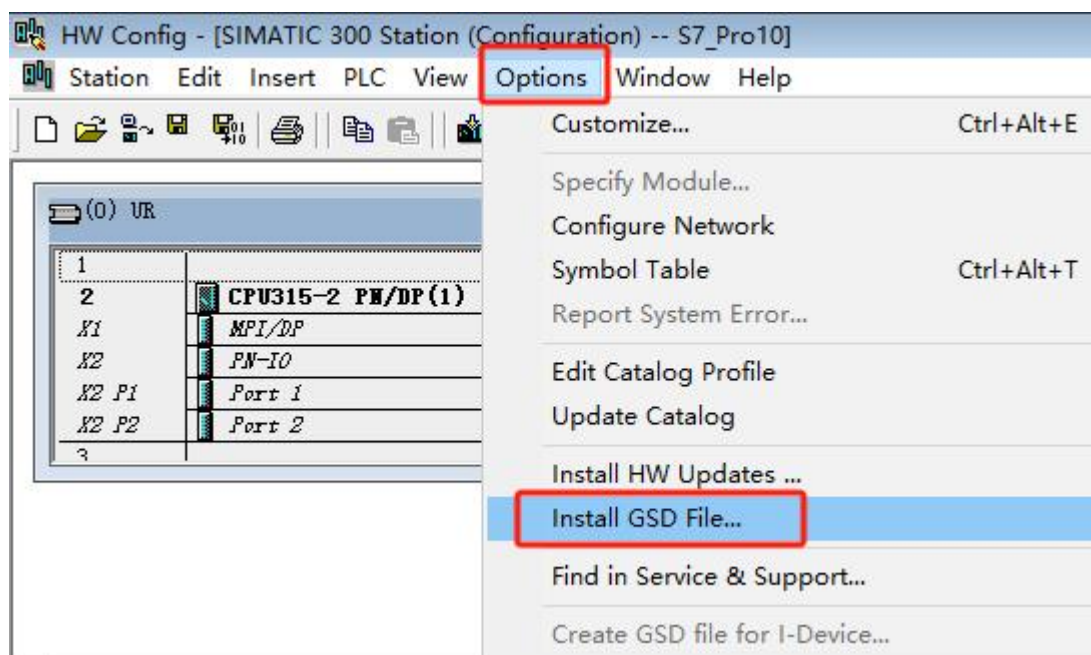 HW Config - [SIMATIC 300 Station (Configuration) -- S7_Pro10]
Station Edit Insert PLC View Options Window Help
Customize... Ctrl+Alt+E
Specify Module...
Configure Network
Symbol Table Ctrl+Alt+T
Report System Error...
Edit Catalog Profile
Update Catalog
Install HW Updates ...
Install GSD File...
Find in Service & Support...
Create GSD file for I-Device...
(0) UR
1
2 CPU315-2 PN/DP(1)
X1 MPI/DP
X2 PN-IO
X2 P1 Port 1
X2 P2 Port 2
3